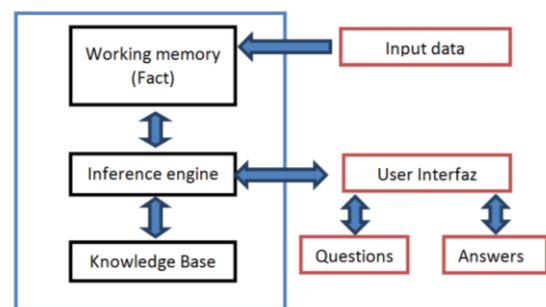 Working memory
(Fact)
Input data
Inference engine
User Interfaz
Knowledge Base
Questions
Answers